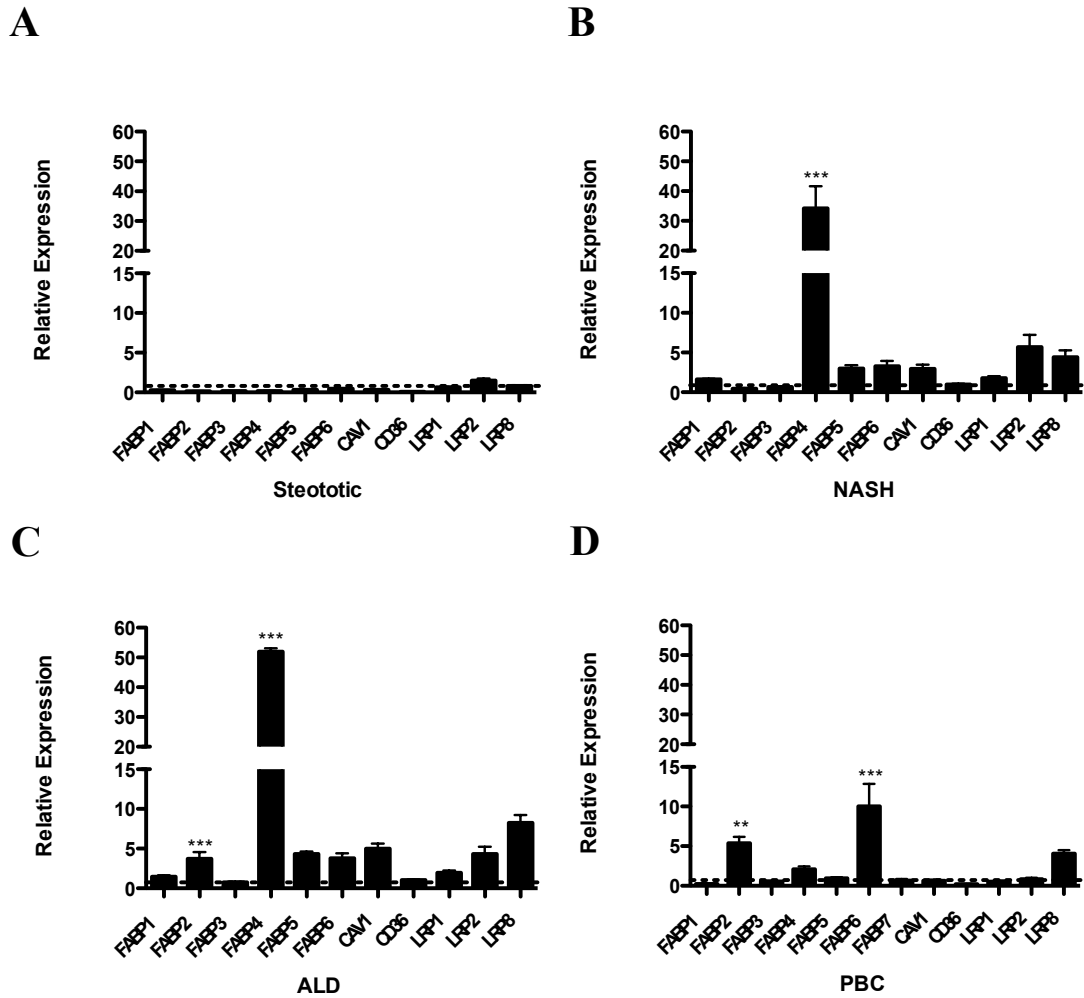 A
Relative Expression
60
50
40
30
20
15
10
5
0
FABP1
FABP2
FABP3
FABP4
FABP5
FABP6
CAV1
CD36
LRP1
LRP2
LRP8
Steototic
B
Relative Expression
60
50
40
30
20
15
10
5
0
***
FABP1
FABP2
FABP3
FABP4
FABP5
FABP6
CAV1
CD36
LRP1
LRP2
LRP8
NASH
C
Relative Expression
60
50
40
30
20
15
10
5
0
***
***
FABP1
FABP2
FABP3
FABP4
FABP5
FABP6
CAV1
CD36
LRP1
LRP2
LRP8
ALD
D
Relative Expression
60
50
40
30
20
15
10
5
0
**
***
FABP1
FABP2
FABP3
FABP4
FABP5
FABP6
FABP7
CAV1
CD36
LRP1
LRP2
LRP8
PBC